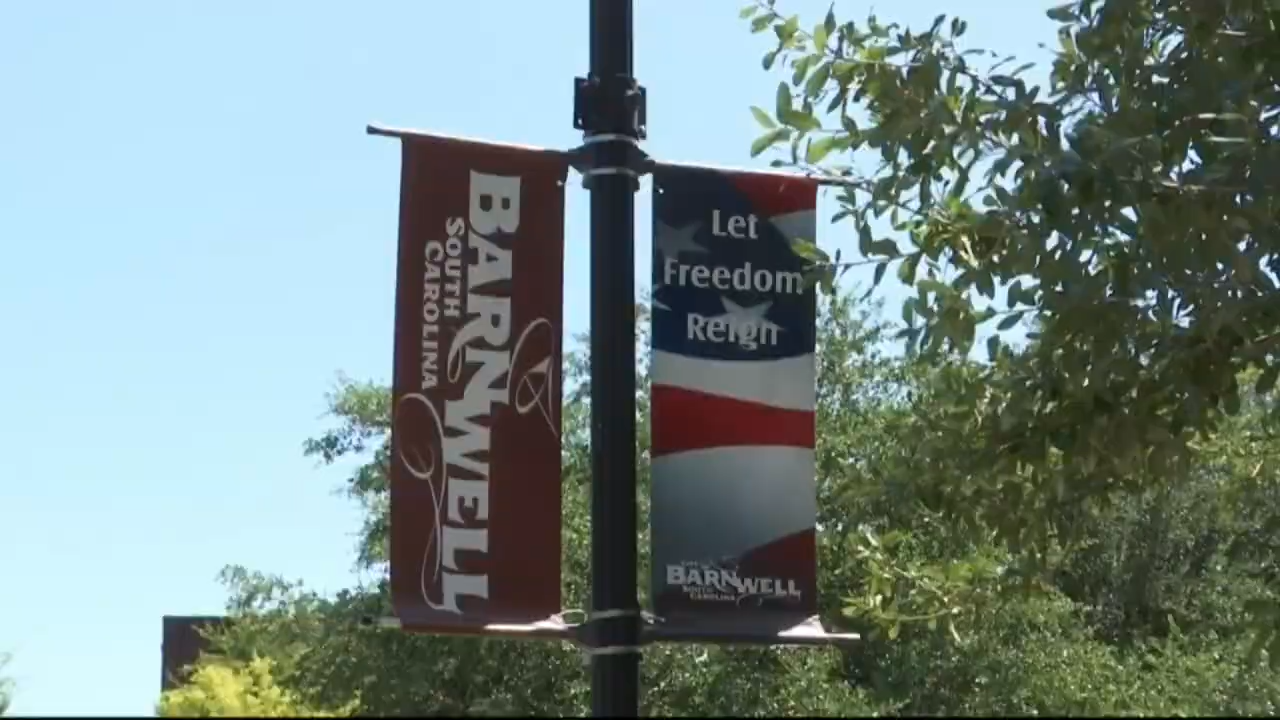 BARNWELL
SOUTH
CAROLINA
Let
Freedom
Reign
BARNWELL
SOUTH
CAROLINA